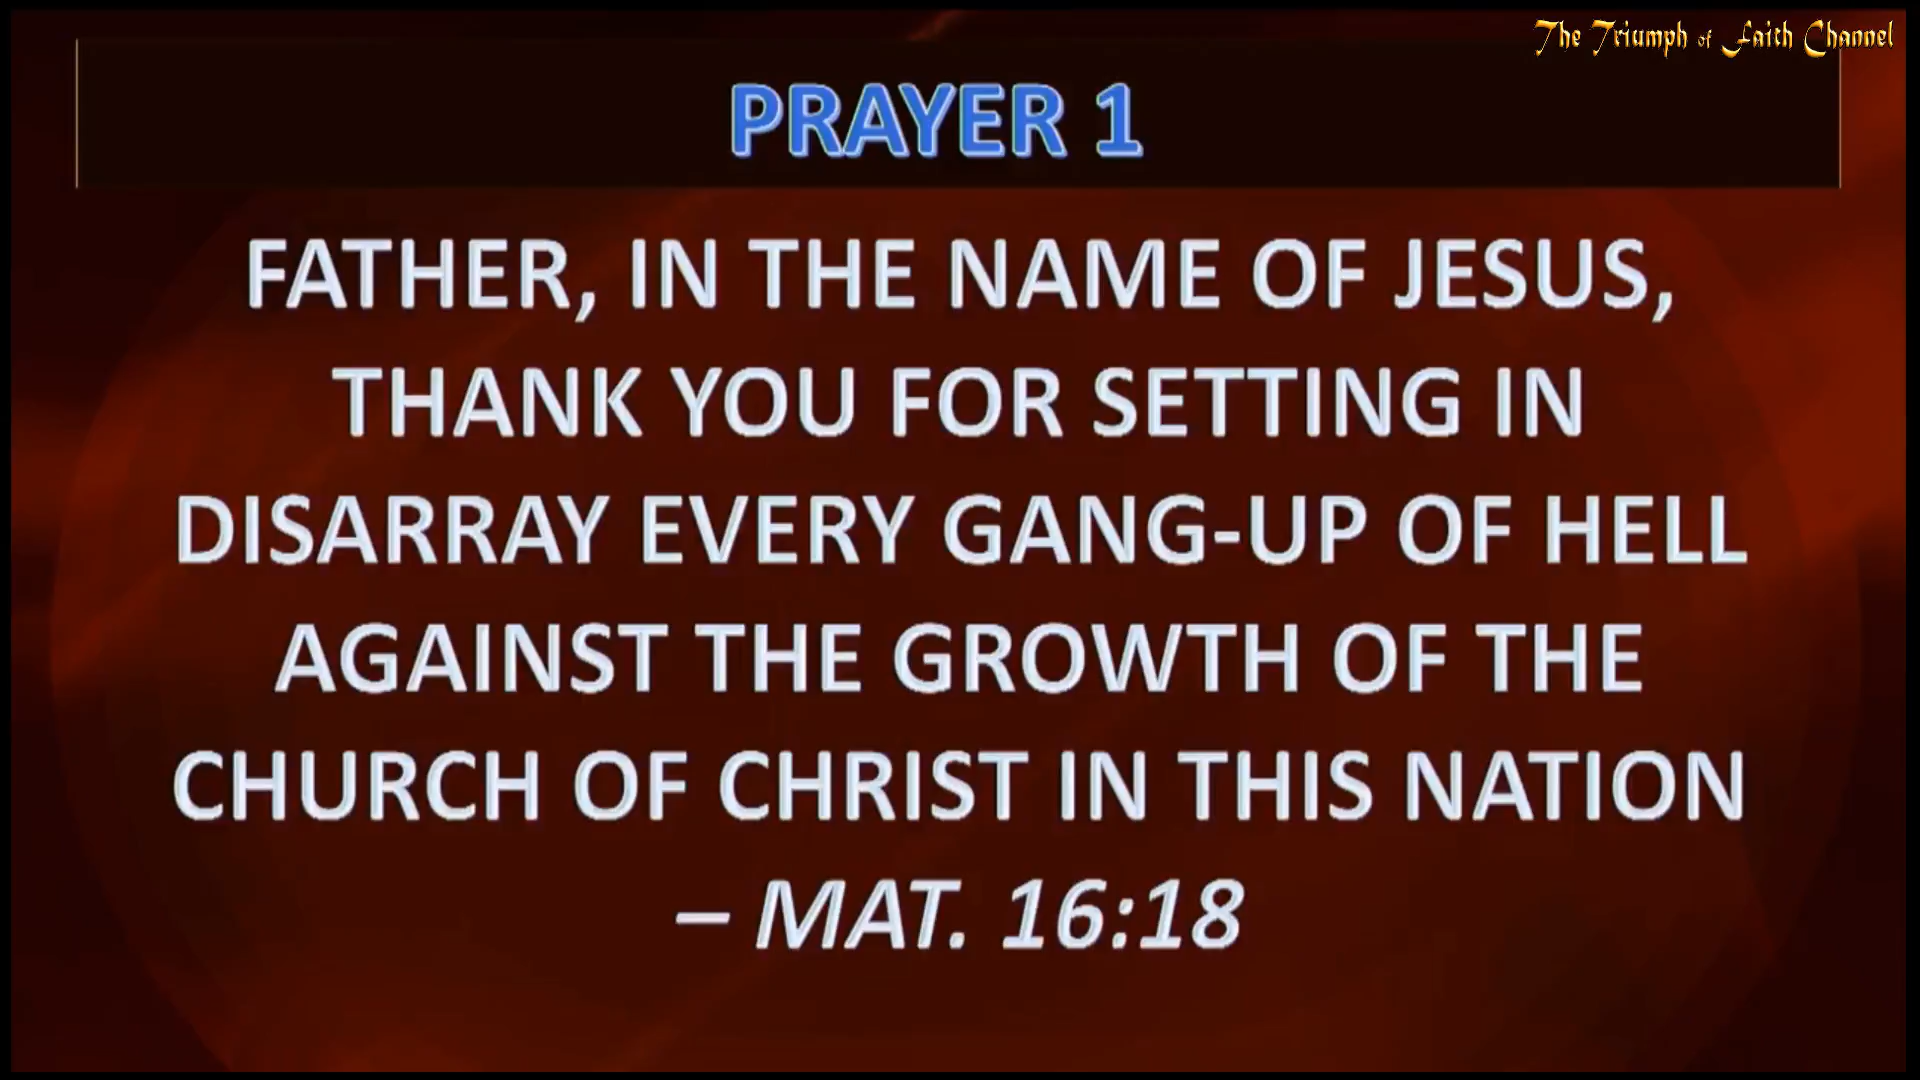 The Triumph of Faith Channel
PRAYER 1
FATHER, IN THE NAME OF JESUS,
THANK YOU FOR SETTING IN
DISARRAY EVERY GANG-UP OF HELL
AGAINST THE GROWTH OF THE
CHURCH OF CHRIST IN THIS NATION
– MAT. 16:18